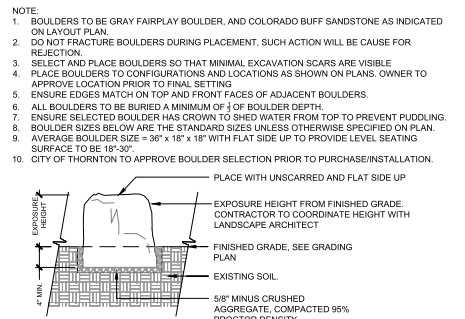 NOTE:
1. BOULDERS TO BE GRAY FAIRPLAY BOULDER, AND COLORADO BUFF SANDSTONE AS INDICATED
ON LAYOUT PLAN.
2. DO NOT FRACTURE BOULDERS DURING PLACEMENT, SUCH ACTION WILL BE CAUSE FOR
REJECTION.
3. SELECT AND PLACE BOULDERS SO THAT MINIMAL EXCAVATION SCARS ARE VISIBLE
4. PLACE BOULDERS TO CONFIGURATIONS AND LOCATIONS AS SHOWN ON PLANS. OWNER TO
APPROVE LOCATION PRIOR TO FINAL SETTING
5. ENSURE EDGES MATCH ON TOP AND FRONT FACES OF ADJACENT BOULDERS.
6. ALL BOULDERS TO BE BURIED A MINIMUM OF OF BOULDER DEPTH.
7. ENSURE SELECTED BOULDER HAS CROWN TO SHED WATER FROM TOP TO PREVENT PUDDLING.
8. BOULDER SIZES BELOW ARE THE STANDARD SIZES UNLESS OTHERWISE SPECIFIED ON PLAN.
9. AVERAGE BOULDER SIZE = 36" x 18" x 18" WITH FLAT SIDE UP TO PROVIDE LEVEL SEATING
SURFACE TO BE 18"-30".
10. CITY OF THORNTON TO APPROVE BOULDER SELECTION PRIOR TO PURCHASE/INSTALLATION.
PLACE WITH UNSCARRED AND FLAT SIDE UP
EXPOSURE
HEIGHT
EXPOSURE HEIGHT FROM FINISHED GRADE.
CONTRACTOR TO COORDINATE HEIGHT WITH
LANDSCAPE ARCHITECT
FINISHED GRADE, SEE GRADING
PLAN
4" MIN.
EXISTING SOIL.
5/8" MINUS CRUSHED
AGGREGATE, COMPACTED 95%
PROCTOR DENSITY